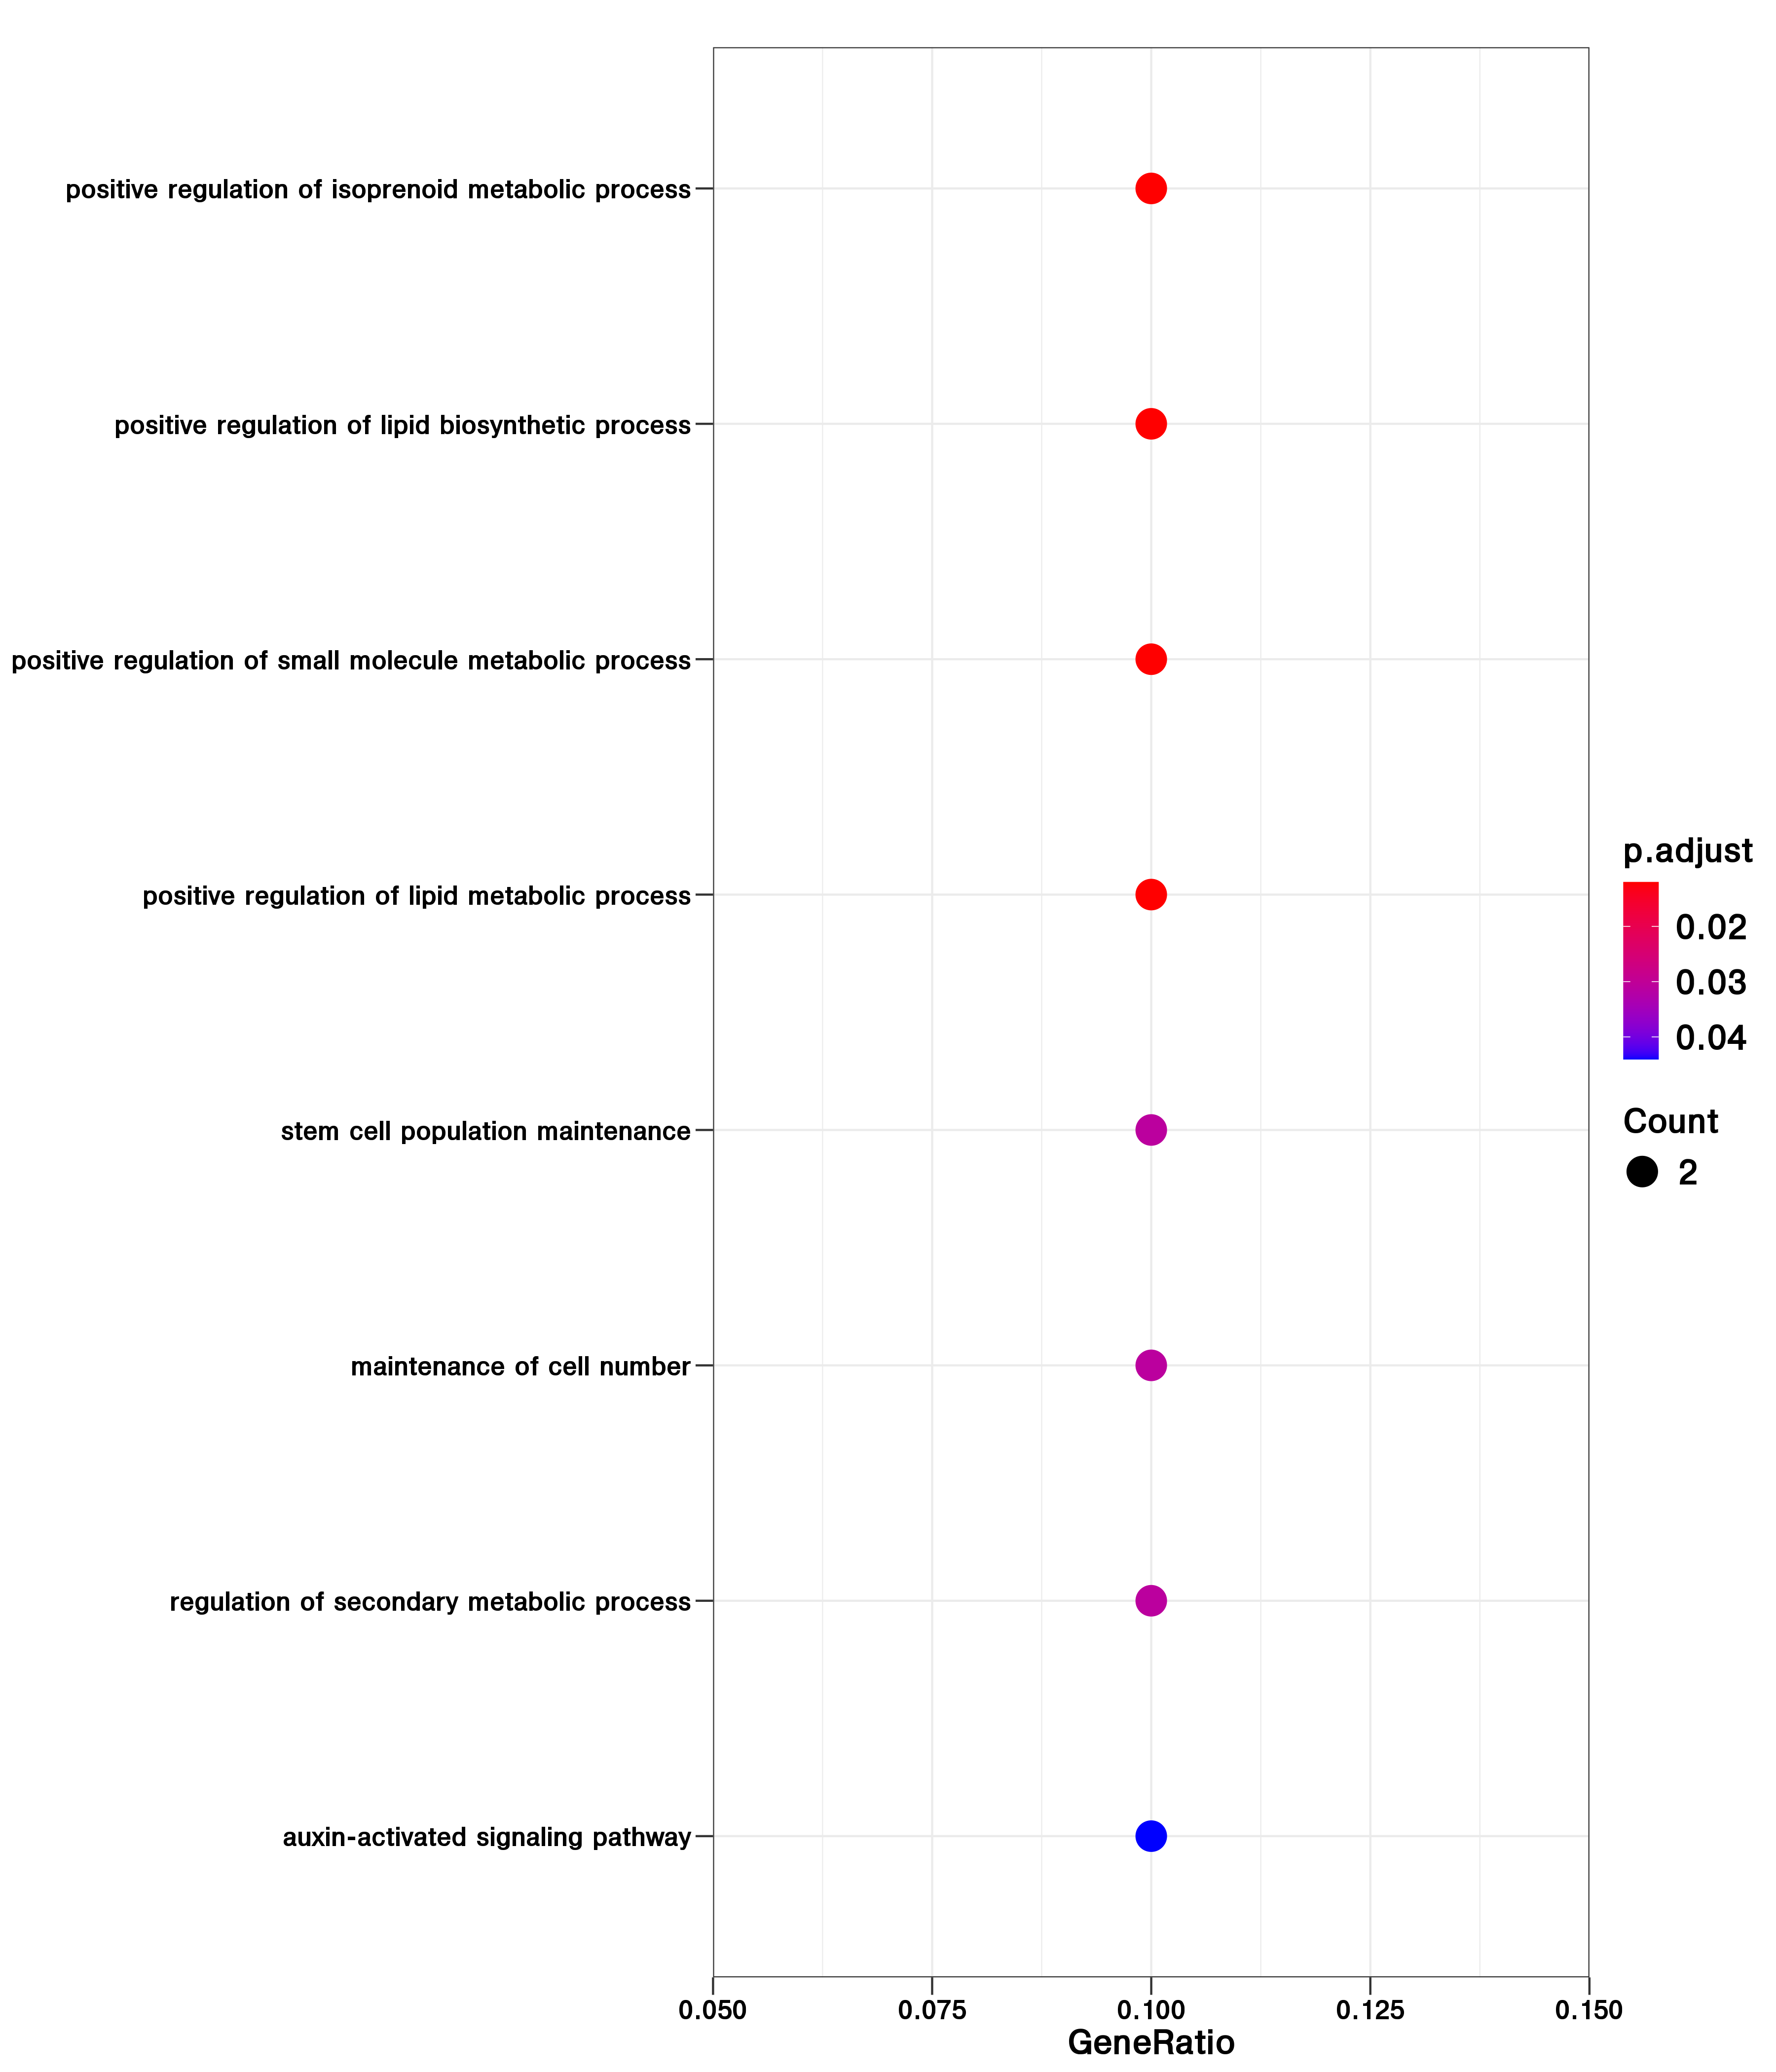 positive regulation of isoprenoid metabolic process
positive regulation of lipid biosynthetic process
positive regulation of small molecule metabolic process
positive regulation of lipid metabolic process
stem cell population maintenance
maintenance of cell number
regulation of secondary metabolic process
auxin-activated signaling pathway
0.050 0.075 0.100 0.125 0.150
GeneRatio
p.adjust
0.02
0.03
0.04
Count
2